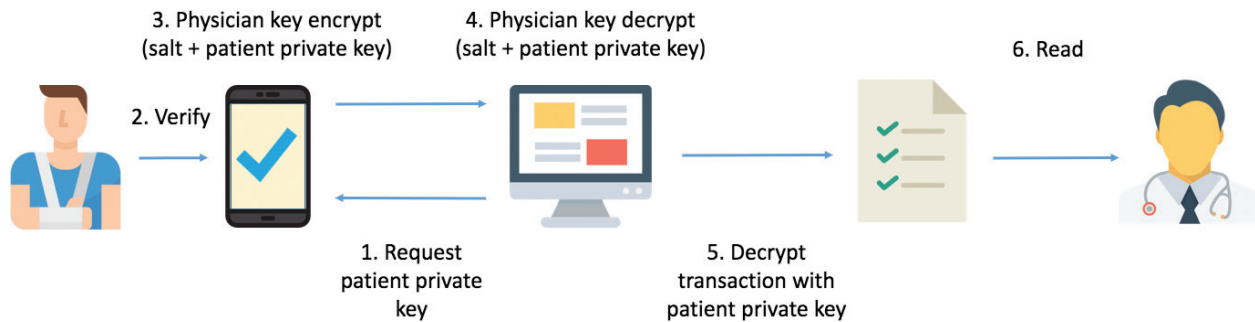 3. Physician key encrypt
(salt + patient private key)
4. Physician key decrypt
(salt + patient private key)
6. Read
2. Verify
1. Request
patient private
key
5. Decrypt
transaction with
patient private key